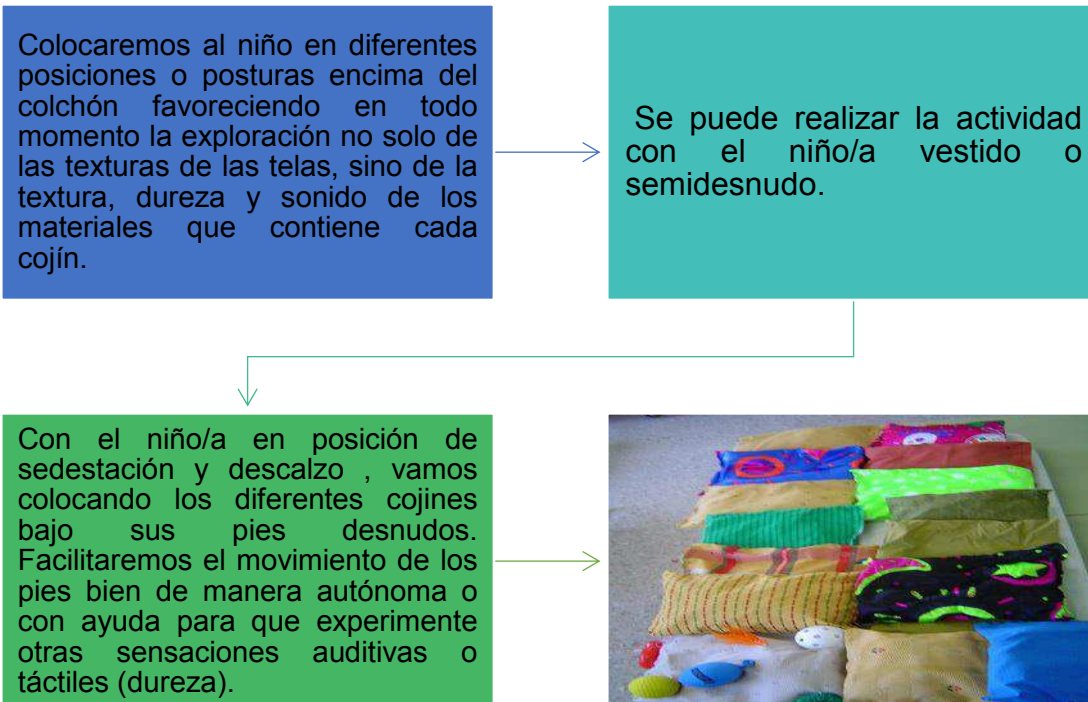 Colocaremos al niño en diferentes
posiciones o posturas encima del
colchón favoreciendo en todo
momento la exploración no solo de
las texturas de las telas, sino de la
textura, dureza y sonido de los
materiales que contiene cada
cojín.
Se puede realizar la actividad
con el niño/a vestido o
semidesnudo.
Con el niño/a en posición de
sedestación y descalzo , vamos
colocando los diferentes cojines
bajo sus pies desnudos.
Facilitaremos el movimiento de los
pies bien de manera autónoma o
con ayuda para que experimente
otras sensaciones auditivas o
táctiles (dureza).